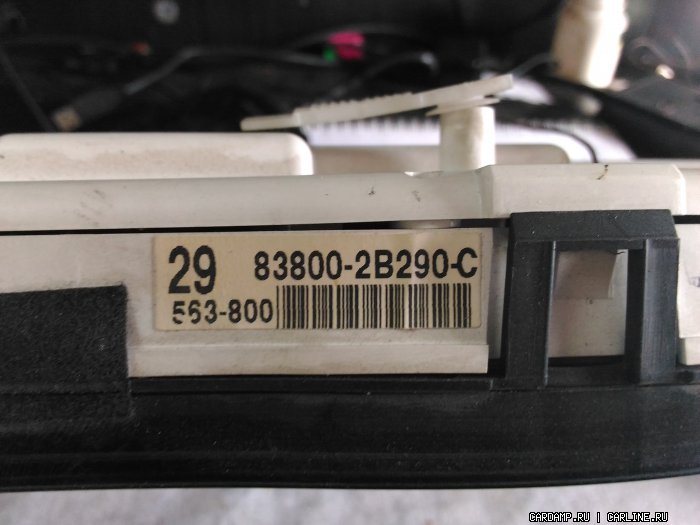 29 83800-2B290-C
563-800
CARDAMP.RU | CARLINE.RU